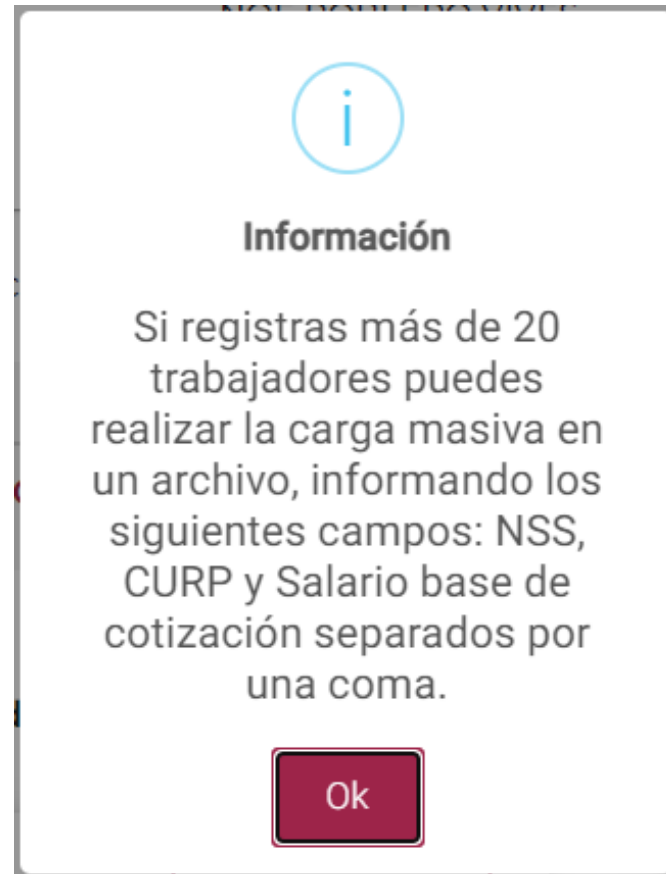 Información
Si registras más de 20
trabajadores puedes
realizar la carga masiva en
un archivo, informando los
siguientes campos: NSS,
CURP y Salario base de
cotización separados por
una coma.
Ok